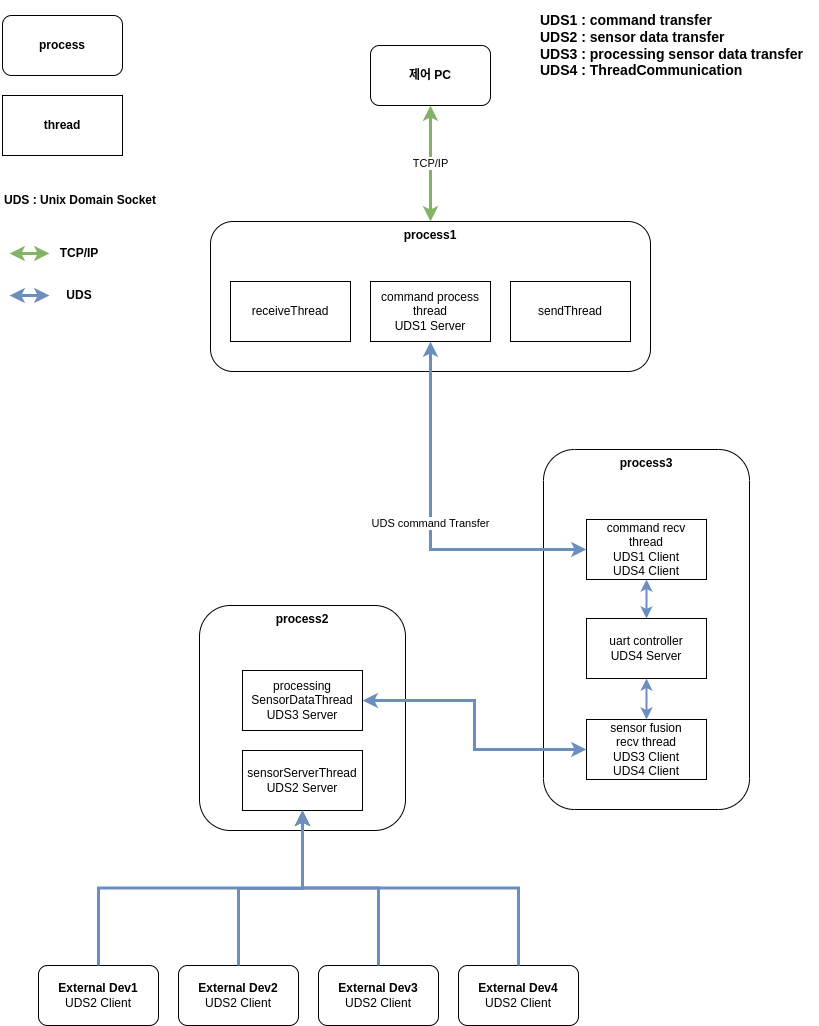 process
thread
UDS : Unix Domain Socket
TCP/IP
UDS
UDS1 : command transfer
UDS2 : sensor data transfer
UDS3 : processing sensor data transfer
UDS4 : ThreadCommunication
제어 PC
TCP/IP
process1
receiveThread
command process
thread
UDS1 Server
sendThread
UDS command Transfer
process3
command recv
thread
UDS1 Client
UDS4 Client
uart controller
UDS4 Server
sensor fusion
recv thread
UDS3 Client
UDS4 Client
process2
processing
SensorDataThread
UDS3 Server
sensorServerThread
UDS2 Server
External Dev1
UDS2 Client
External Dev2
UDS2 Client
External Dev3
UDS2 Client
External Dev4
UDS2 Client